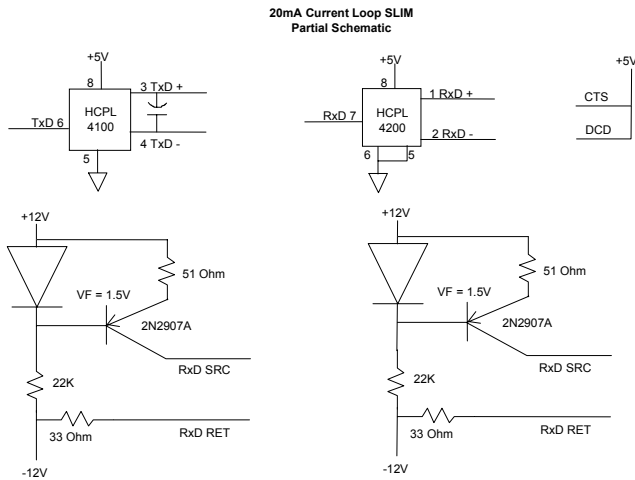 20mA Current Loop SLIM
Partial Schematic
+5V
8
3 TxD +
HCPL
4100
TxD 6
4 TxD -
5
+5V
8
1 RxD +
HCPL
4200
RxD 7
2 RxD -
6
5
+5V
CTS
DCD
+12V
51 Ohm
VF = 1.5V
2N2907A
RxD SRC
22K
RxD RET
33 Ohm
-12V
+12V
51 Ohm
VF = 1.5V
2N2907A
RxD SRC
22K
RxD RET
33 Ohm
-12V